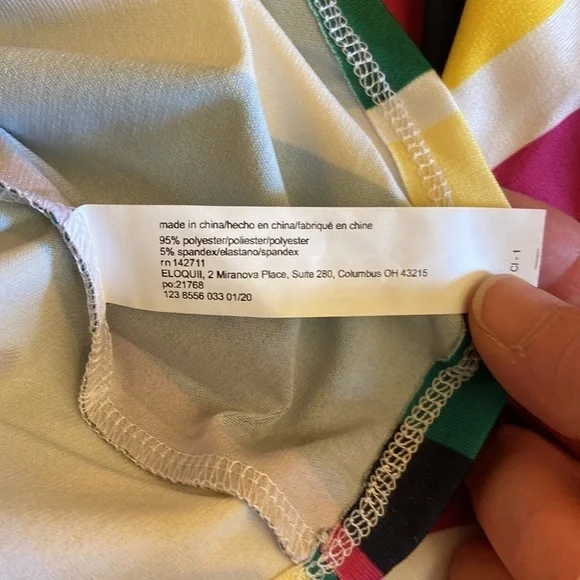 made in china/hecho en china/fabriqué en chine
95% polyester/poliester/polyester
5% spandex/elastano/spandex
rn 142711
ELOQUII, 2 Miranova Place, Suite 280, Columbus OH 43215
po:21768
123 8556 033 01/20
CI - 1